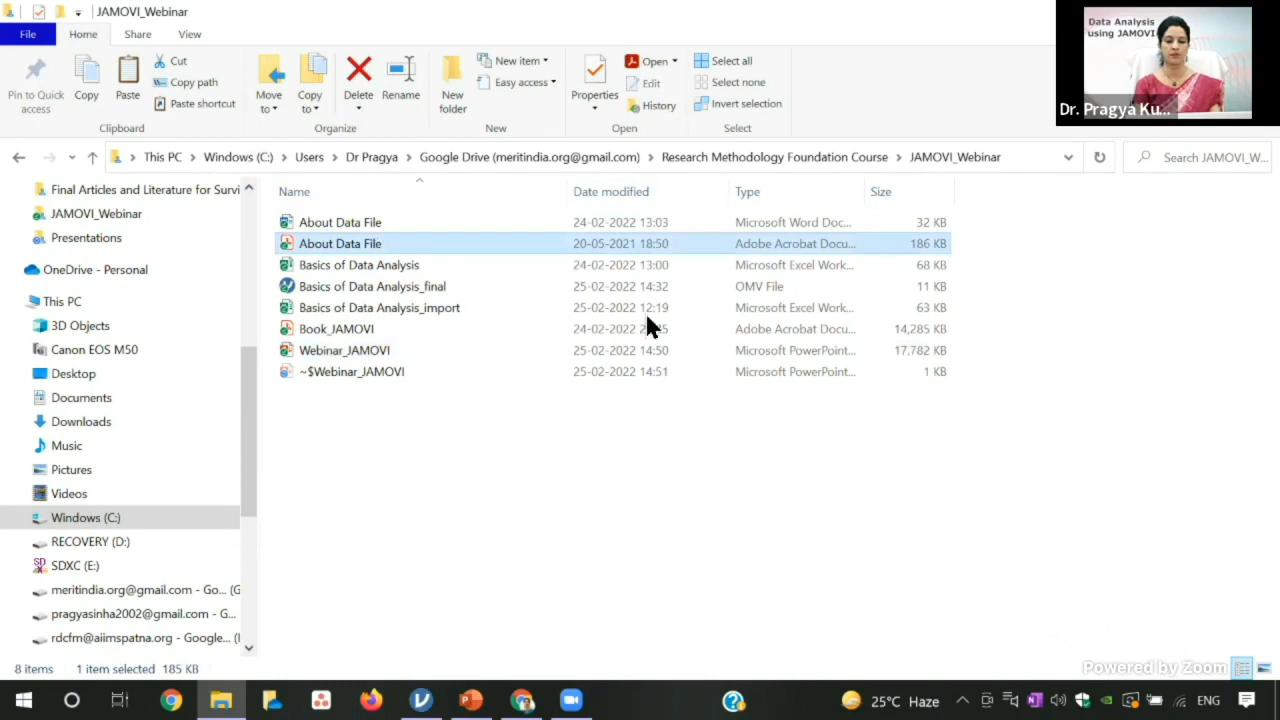 JAMOVI_Webinar
File Home Share View
Pin to Quick access
Copy
Paste
Cut
Copy path
Paste shortcut
Clipboard
Move to
Copy to
Delete
Rename
Organize
New folder
New item
Easy access
New
Properties
Open
Edit
History
Open
Select all
Select none
Invert selection
Select
Data Analysis
using JAMOVI
Dr. Pragya Ku...
This PC Windows (C:) Users Dr Pragya Google Drive (meritindia.org@gmail.com) Research Methodology Foundation Course JAMOVI_Webinar
Search JAMOVI_W...
Final Articles and Literature for Survi
JAMOVI_Webinar
Presentations
OneDrive - Personal
This PC
3D Objects
Canon EOS M50
Desktop
Documents
Downloads
Music
Pictures
Videos
Windows (C:)
RECOVERY (D:)
SDXC (E:)
meritindia.org@gmail.com - Go... (G
pragyasinha2002@gmail.com - G...
rdcfm@aiimspatna.org - Google... (I
Name Date modified Type Size
About Data File 24-02-2022 13:03 Microsoft Word Doc... 32 KB
About Data File 20-05-2021 18:50 Adobe Acrobat Docu... 186 KB
Basics of Data Analysis 24-02-2022 13:00 Microsoft Excel Work... 68 KB
Basics of Data Analysis_final 25-02-2022 14:32 OMV File 11 KB
Basics of Data Analysis_import 25-02-2022 12:19 Microsoft Excel Work... 63 KB
Book_JAMOVI 24-02-2022 Adobe Acrobat Docu... 14,285 KB
Webinar_JAMOVI 25-02-2022 14:50 Microsoft PowerPoint... 17,782 KB
~$Webinar_JAMOVI 25-02-2022 14:51 Microsoft PowerPoint... 1 KB
8 items 1 item selected 185 KB
Powered by Zoom
25°C Haze ENG